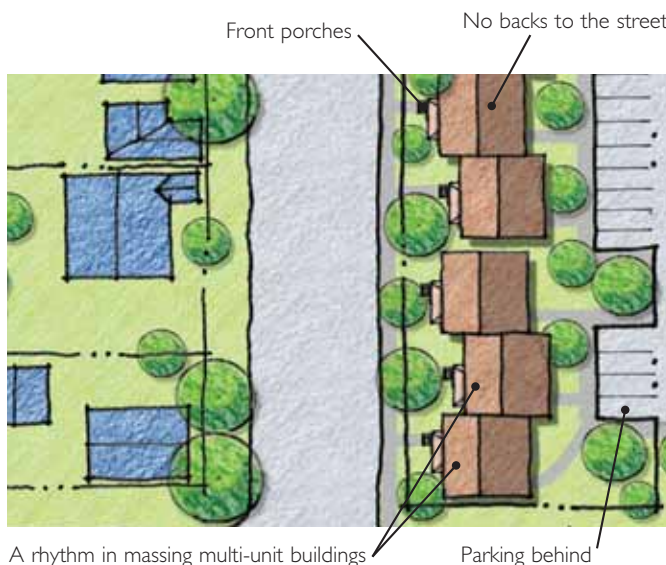 Front porches
No backs to the street
A rhythm in massing multi-unit buildings
Parking behind